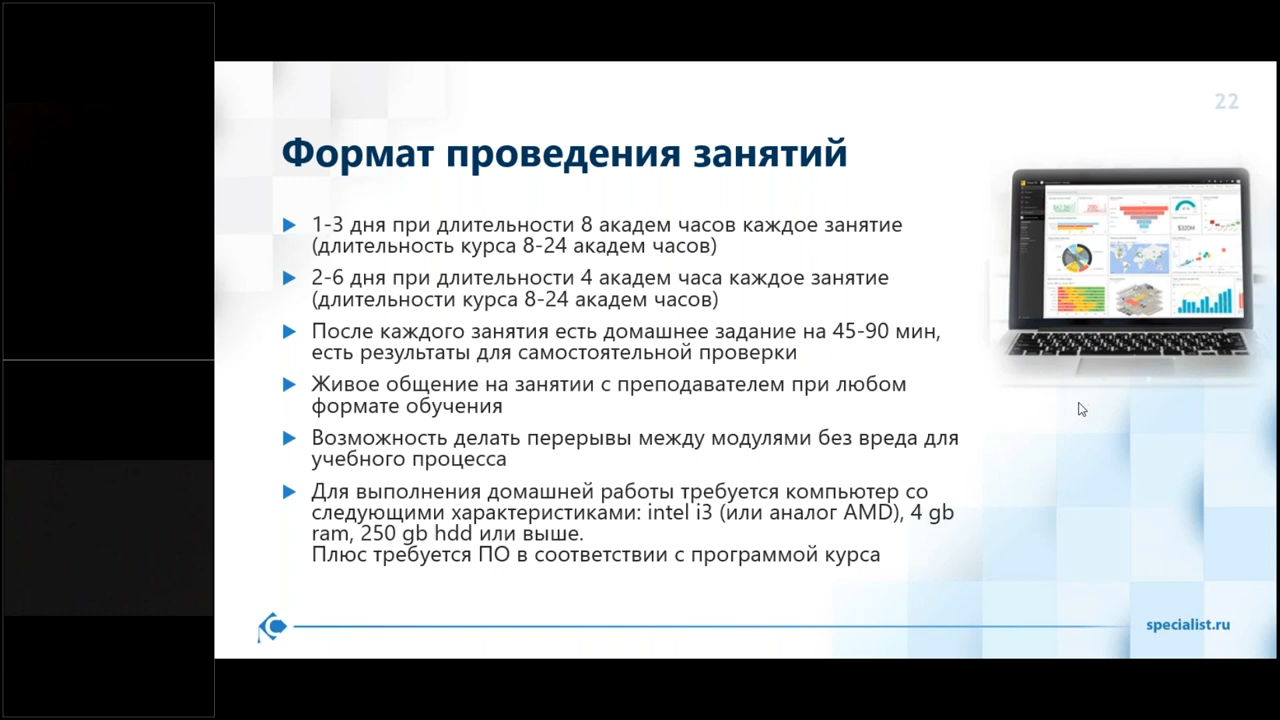 22
Формат проведения занятий
1-3 дня при длительности 8 академ часов каждое занятие
(длительность курса 8-24 академ часов)
2-6 дня при длительности 4 академ часа каждое занятие
(длительности курса 8-24 академ часов)
После каждого занятия есть домашнее задание на 45-90 мин,
есть результаты для самостоятельной проверки
Живое общение на занятии с преподавателем при любом
формате обучения
Возможность делать перерывы между модулями без вреда для
учебного процесса
Для выполнения домашней работы требуется компьютер со
следующими характеристиками: intel i3 (или аналог AMD), 4 gb
ram, 250 gb hdd или выше.
Плюс требуется ПО в соответствии с программой курса
$320M
specialist.ru